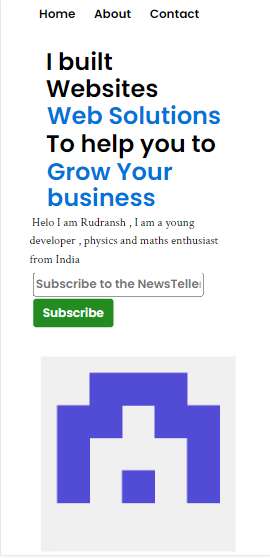 Home About Contact
I built
Websites
Web Solutions
To help you to
Grow Your
business
Helo I am Rudransh , I am a young
developer , physics and maths enthusiast
from India
Subscribe to the NewsTeller
Subscribe